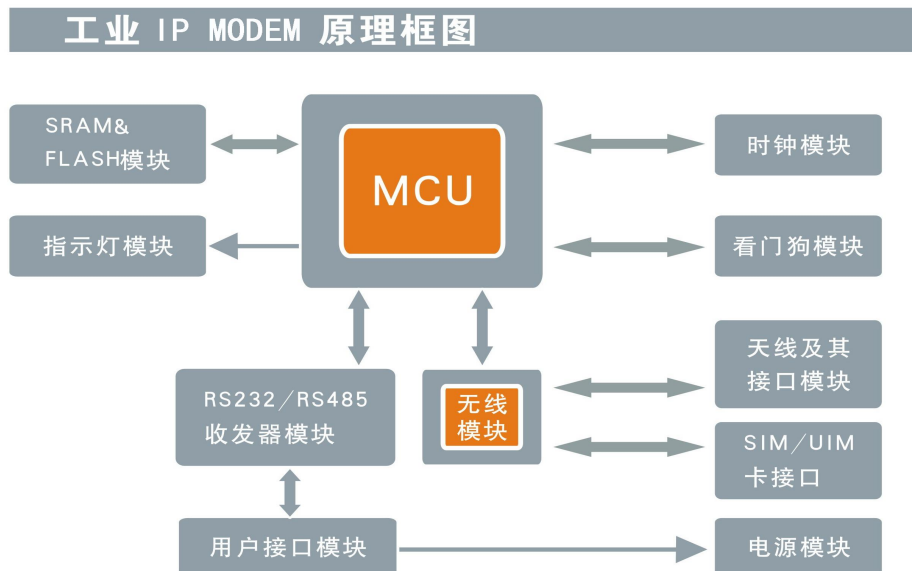 工业 IP MODEM 原理框图
SRAM&
FLASH模块
MCU
时钟模块
指示灯模块
看门狗模块
天线及其
接口模块
RS232/RS485
收发器模块
无线
模块
SIM/UIM
卡接口
用户接口模块
电源模块